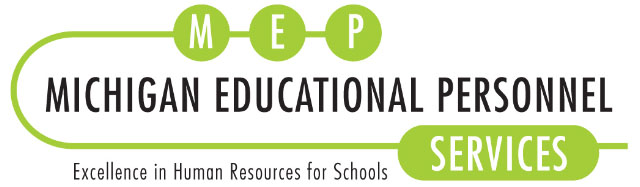 M E P
MICHIGAN EDUCATIONAL PERSONNEL
SERVICES
Excellence in Human Resources for Schools